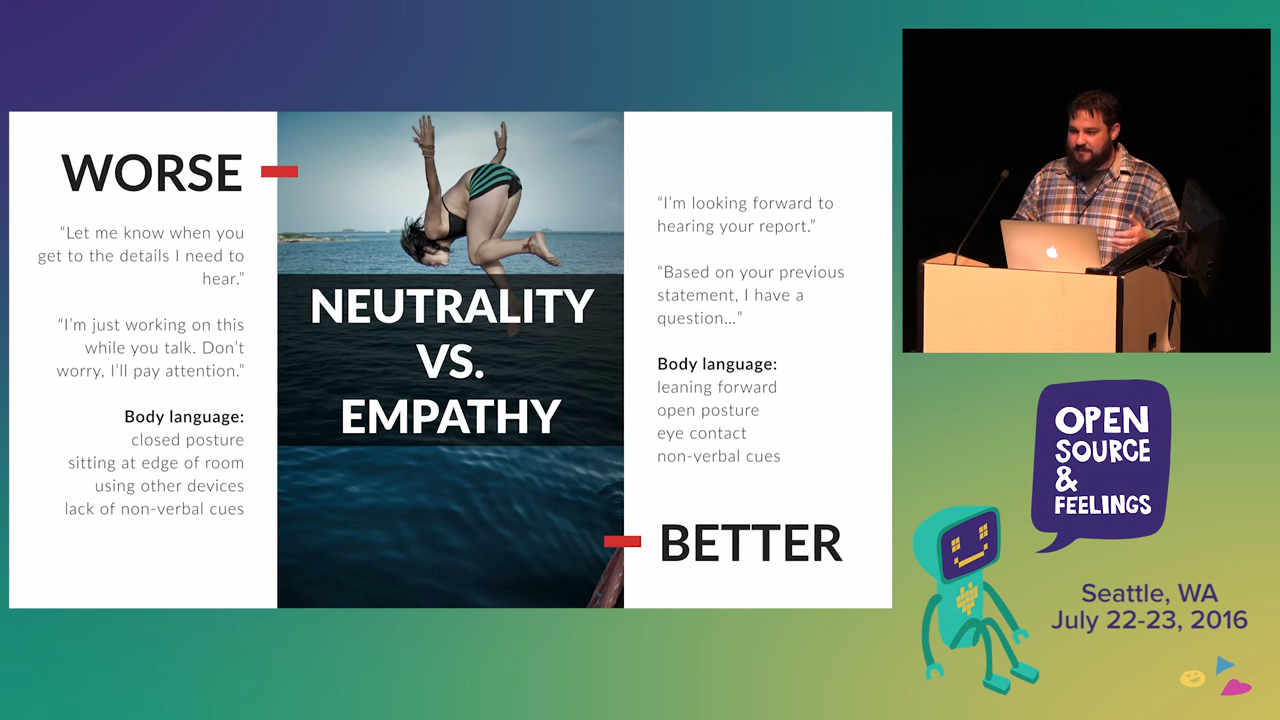 WORSE
“Let me know when you
get to the details I need to
hear.”
“I’m just working on this
while you talk. Don’t
worry, I’ll pay attention.”
Body language:
closed posture
sitting at edge of room
using other devices
lack of non-verbal cues
NEUTRALITY
VS.
EMPATHY
“I’m looking forward to
hearing your report.”
“Based on your previous
statement, I have a
question...”
Body language:
leaning forward
open posture
eye contact
non-verbal cues
BETTER
OPEN
SOURCE
&
FEELINGS
Seattle, WA
July 22-23, 2016